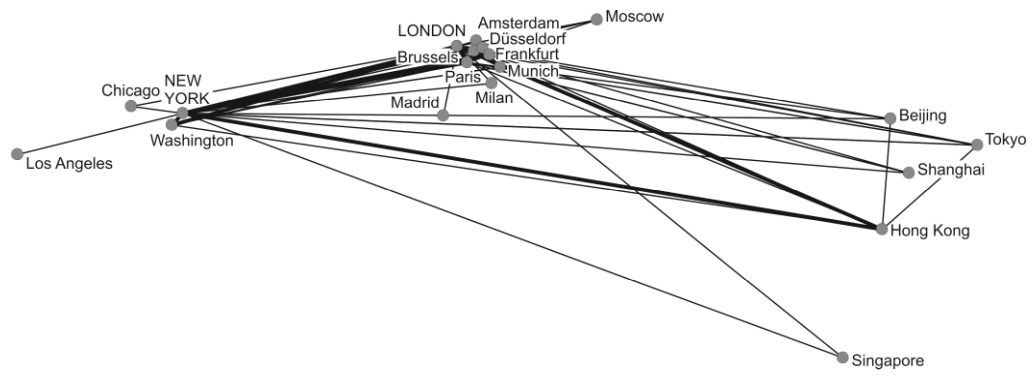 Moscow
Amsterdam
LONDON
Düsseldorf
Brussels
Frankfurt
Paris
Munich
Milan
Madrid
Chicago
NEW
YORK
Washington
Los Angeles
Beijing
Tokyo
Shanghai
Hong Kong
Singapore